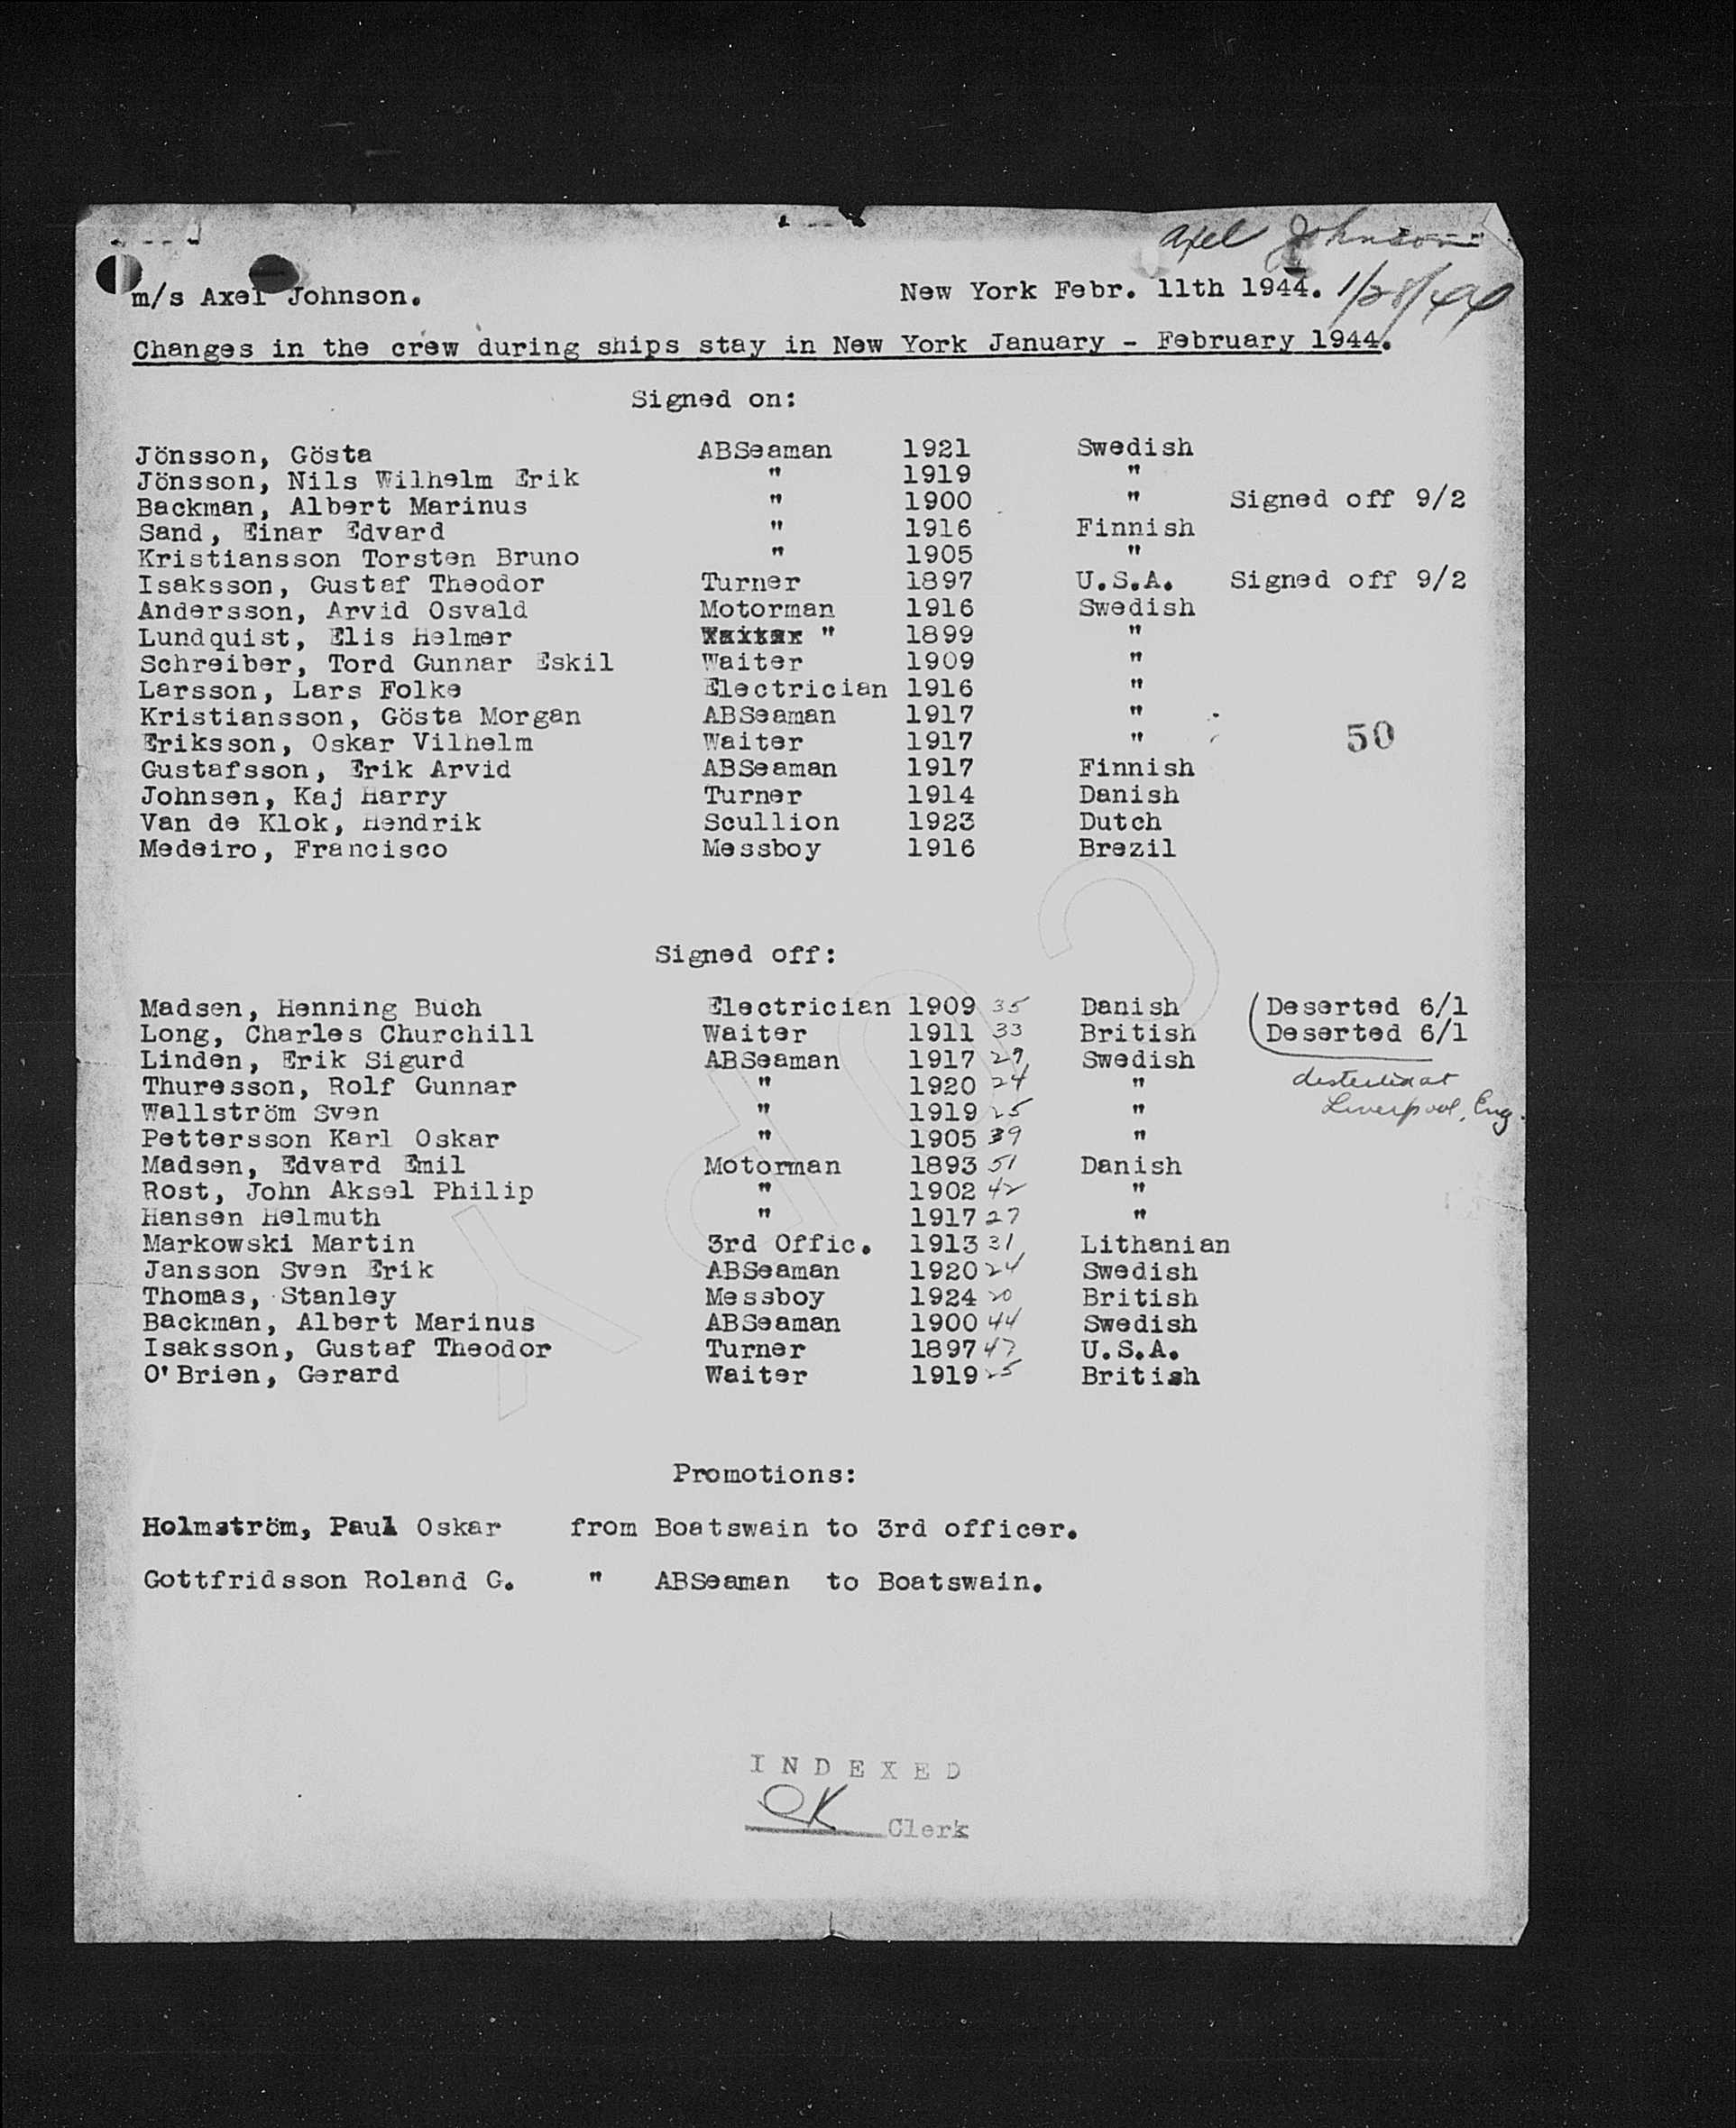 Axel Johnson
m/s Axel Johnson. New York Febr. 11th 1944. 1/28/44
Changes in the crew during ships stay in New York January - February 1944.
Signed on:
Jönsson, Gösta ABSeaman 1921 Swedish
Jönsson, Nils Wilhelm Erik " 1919 "
Backman, Albert Marinus " 1900 " Signed off 9/2
Sand, Einar Edvard " 1916 Finnish
Kristiansson Torsten Bruno " 1905 "
Isaksson, Gustaf Theodor Turner 1897 U.S.A. Signed off 9/2
Andersson, Arvid Osvald Motorman 1916 Swedish
Lundquist, Elis Helmer " 1899 "
Schreiber, Tord Gunnar Eskil Waiter 1909 "
Larsson, Lars Folke Electrician 1916 "
Kristiansson, Gösta Morgan ABSeaman 1917 "
Eriksson, Oskar Vilhelm Waiter 1917 " 50
Gustafsson, Erik Arvid ABSeaman 1917 Finnish
Johnsen, Kaj Harry Turner 1914 Danish
Van de Klok, Hendrik Scullion 1923 Dutch
Medeiro, Francisco Messboy 1916 Brezil
Signed off:
Madsen, Henning Buch Electrician 1909 35 Danish (Deserted 6/1
Long, Charles Churchill Waiter 1911 33 British (Deserted 6/1
Linden, Erik Sigurd ABSeaman 1917 27 Swedish
Thuresson, Rolf Gunnar " 1920 24 " at
Wallström Sven " 1919 25 " Liverpool, Eng.
Pettersson Karl Oskar " 1905 39 "
Madsen, Edvard Emil Motorman 1893 51 Danish
Rost, John Aksel Philip " 1902 42 "
Hansen Helmuth " 1917 27 "
Markowski Martin 3rd Offic. 1913 31 Lithanian
Jansson Sven Erik ABSeaman 1920 24 Swedish
Thomas, Stanley Messboy 1924 20 British
Backman, Albert Marinus ABSeaman 1900 44 Swedish
Isaksson, Gustaf Theodor Turner 1897 47 U.S.A.
O'Brien, Gerard Waiter 1919 25 British
Promotions:
Holmström, Paul Oskar from Boatswain to 3rd officer.
Gottfridsson Roland G. " ABSeaman to Boatswain.
INDEXED
OK Clerk
COPY